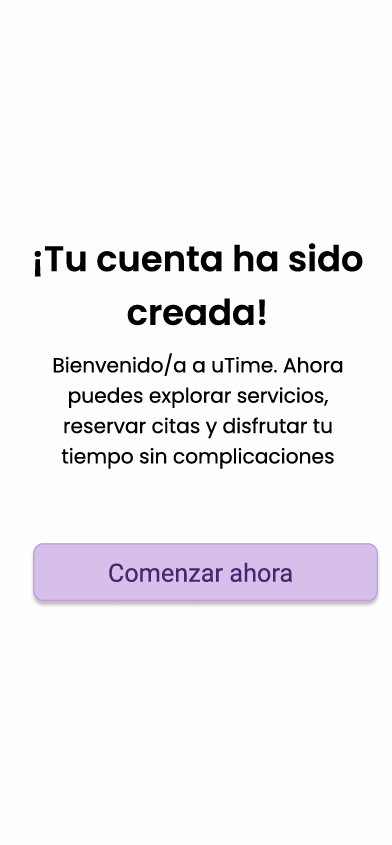 ¡Tu cuenta ha sido
creada!
Bienvenido/a a uTime. Ahora
puedes explorar servicios,
reservar citas y disfrutar tu
tiempo sin complicaciones
Comenzar ahora